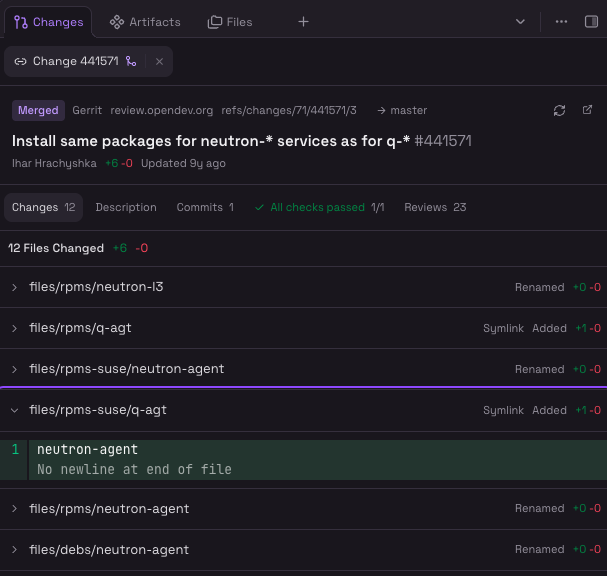 Changes Artifacts Files
Change 441571
Merged Gerrit review.opendev.org refs/changes/71/441571/3 → master
Install same packages for neutron-* services as for q-* #441571
Ihar Hrachyshka +6 -0 Updated 9y ago
Changes 12 Description Commits 1 All checks passed 1/1 Reviews 23
12 Files Changed +6 -0
files/rpms/neutron-l3 Renamed +0 -0
files/rpms/q-agt Symlink Added +1 -0
files/rpms-suse/neutron-agent Renamed +0 -0
files/rpms-suse/q-agt Symlink Added +1 -0
1 neutron-agent
No newline at end of file
files/rpms/neutron-agent Renamed +0 -0
files/debs/neutron-agent Renamed +0 -0